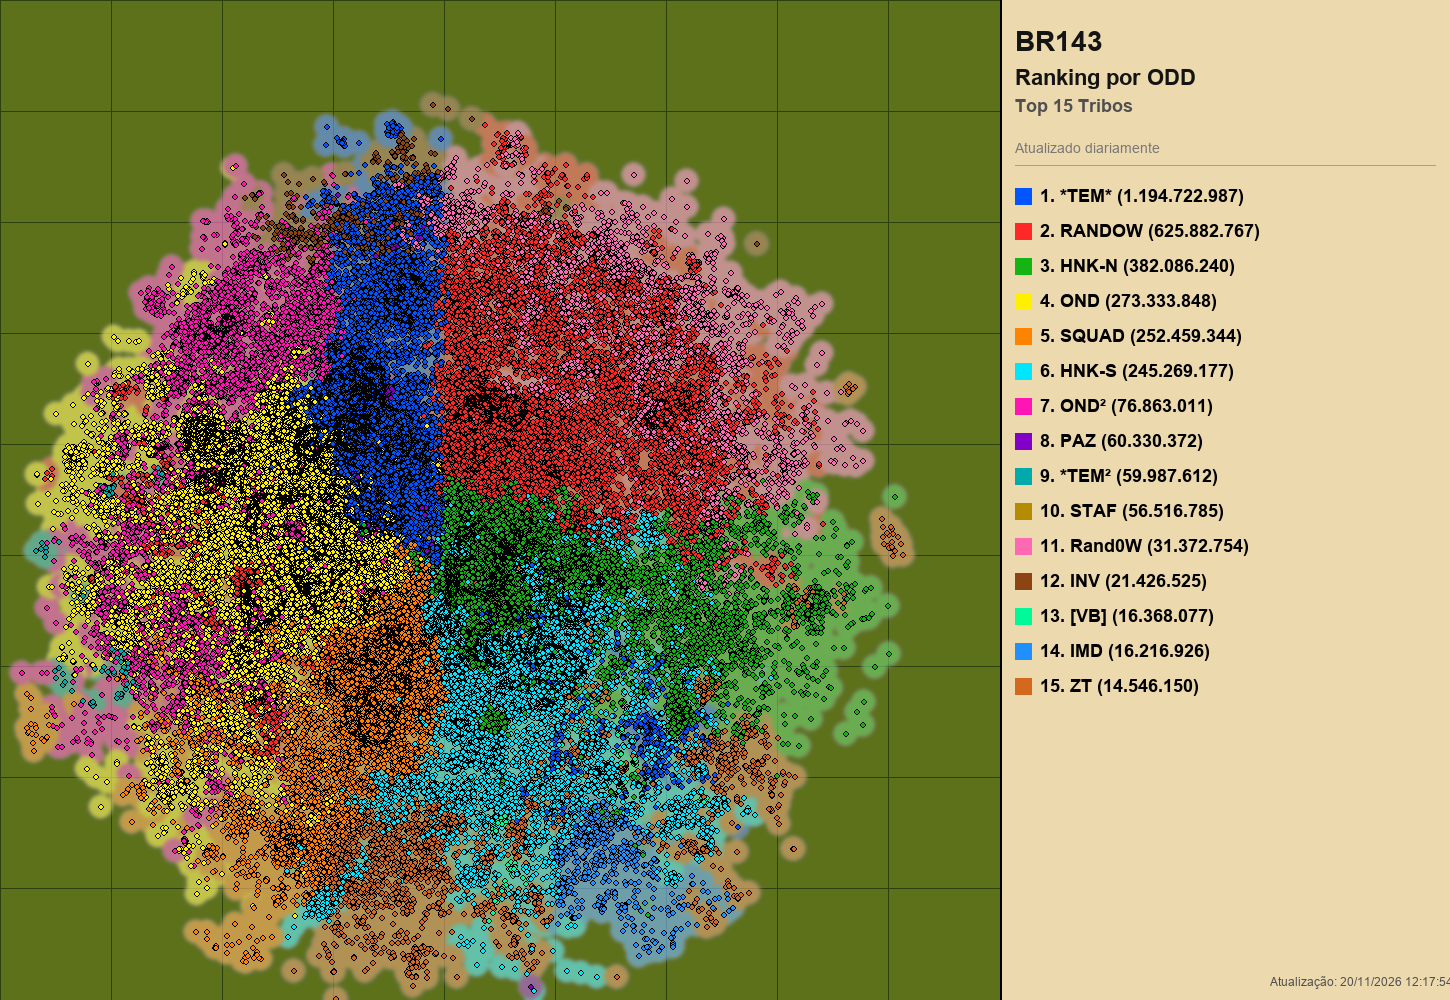 BR143
Ranking por ODD
Top 15 Tribos
Atualizado diariamente
1. *TEM* (1.194.722.987)
2. RANDOW (625.882.767)
3. HNK-N (382.086.240)
4. OND (273.333.848)
5. SQUAD (252.459.344)
6. HNK-S (245.269.177)
7. OND² (76.863.011)
8. PAZ (60.330.372)
9. *TEM² (59.987.612)
10. STAF (56.516.785)
11. Rand0W (31.372.754)
12. INV (21.426.525)
13. [VB] (16.368.077)
14. IMD (16.216.926)
15. ZT (14.546.150)
Atualização: 20/11/2026 12:17:54